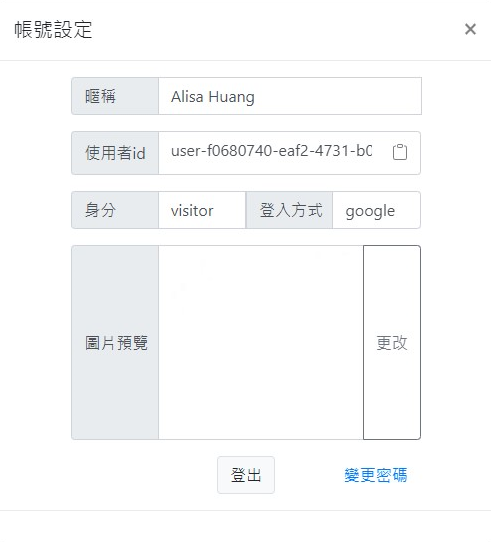 帳號設定 ×
暱稱 Alisa Huang
使用者id user-f0680740-eaf2-4731-b0
身分 visitor 登入方式 google
圖片預覽 更改
登出 變更密碼